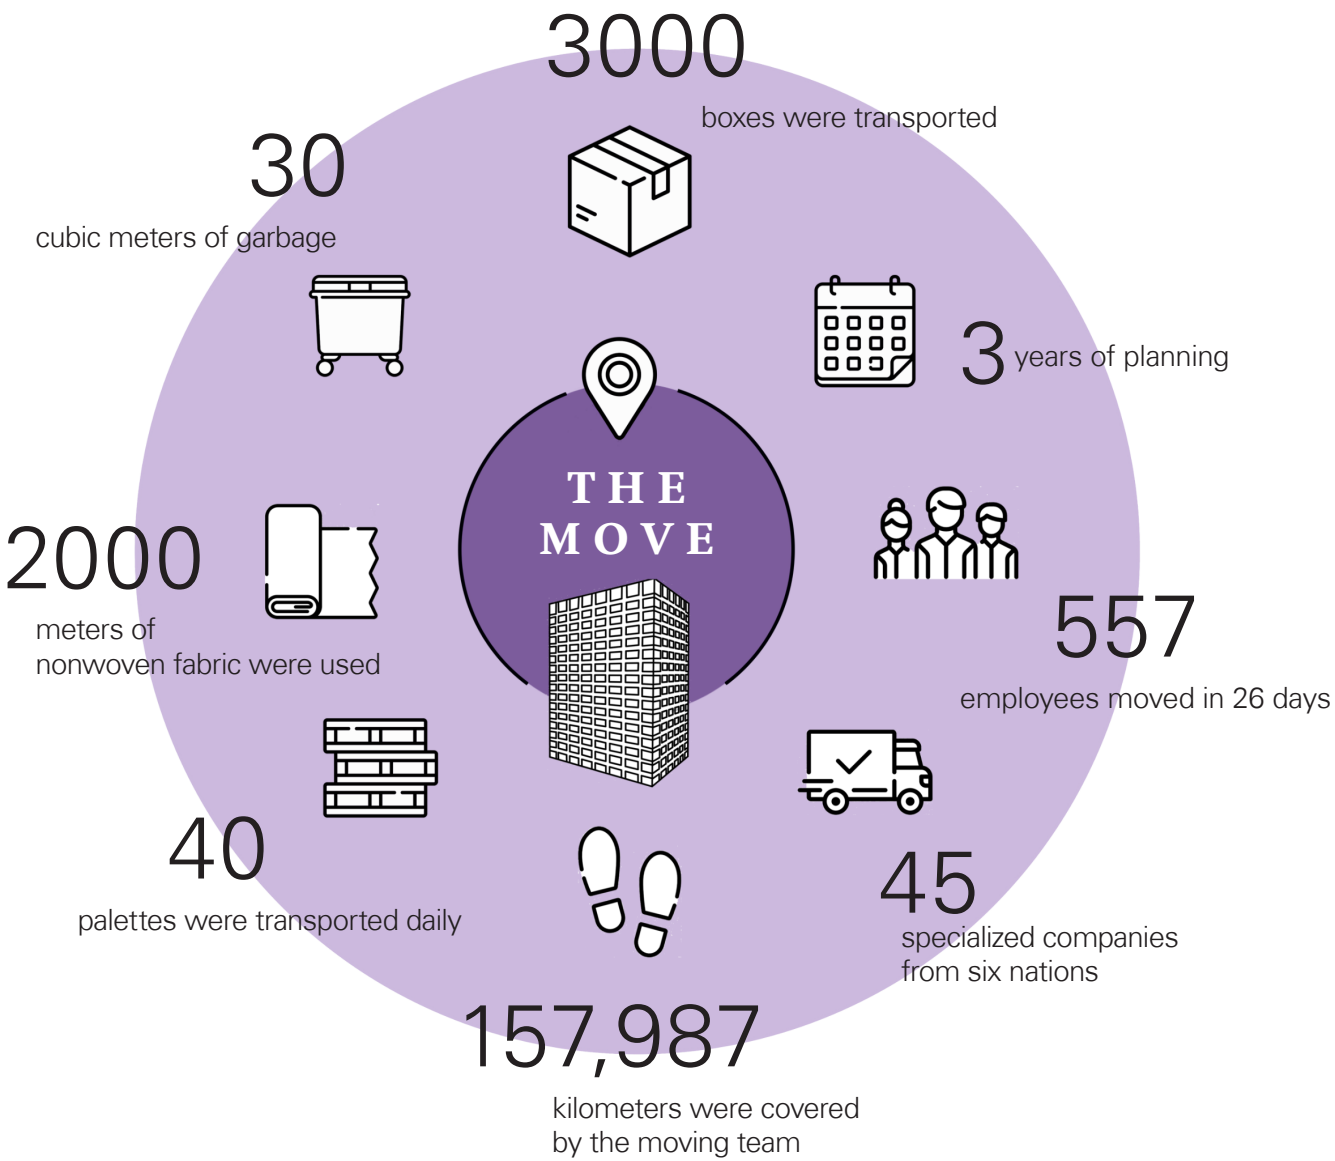 3000
boxes were transported
30
cubic meters of garbage
3 years of planning
THE
MOVE
2000
meters of
nonwoven fabric were used
557
employees moved in 26 days
40
palettes were transported daily
45
specialized companies
from six nations
157,987
kilometers were covered
by the moving team